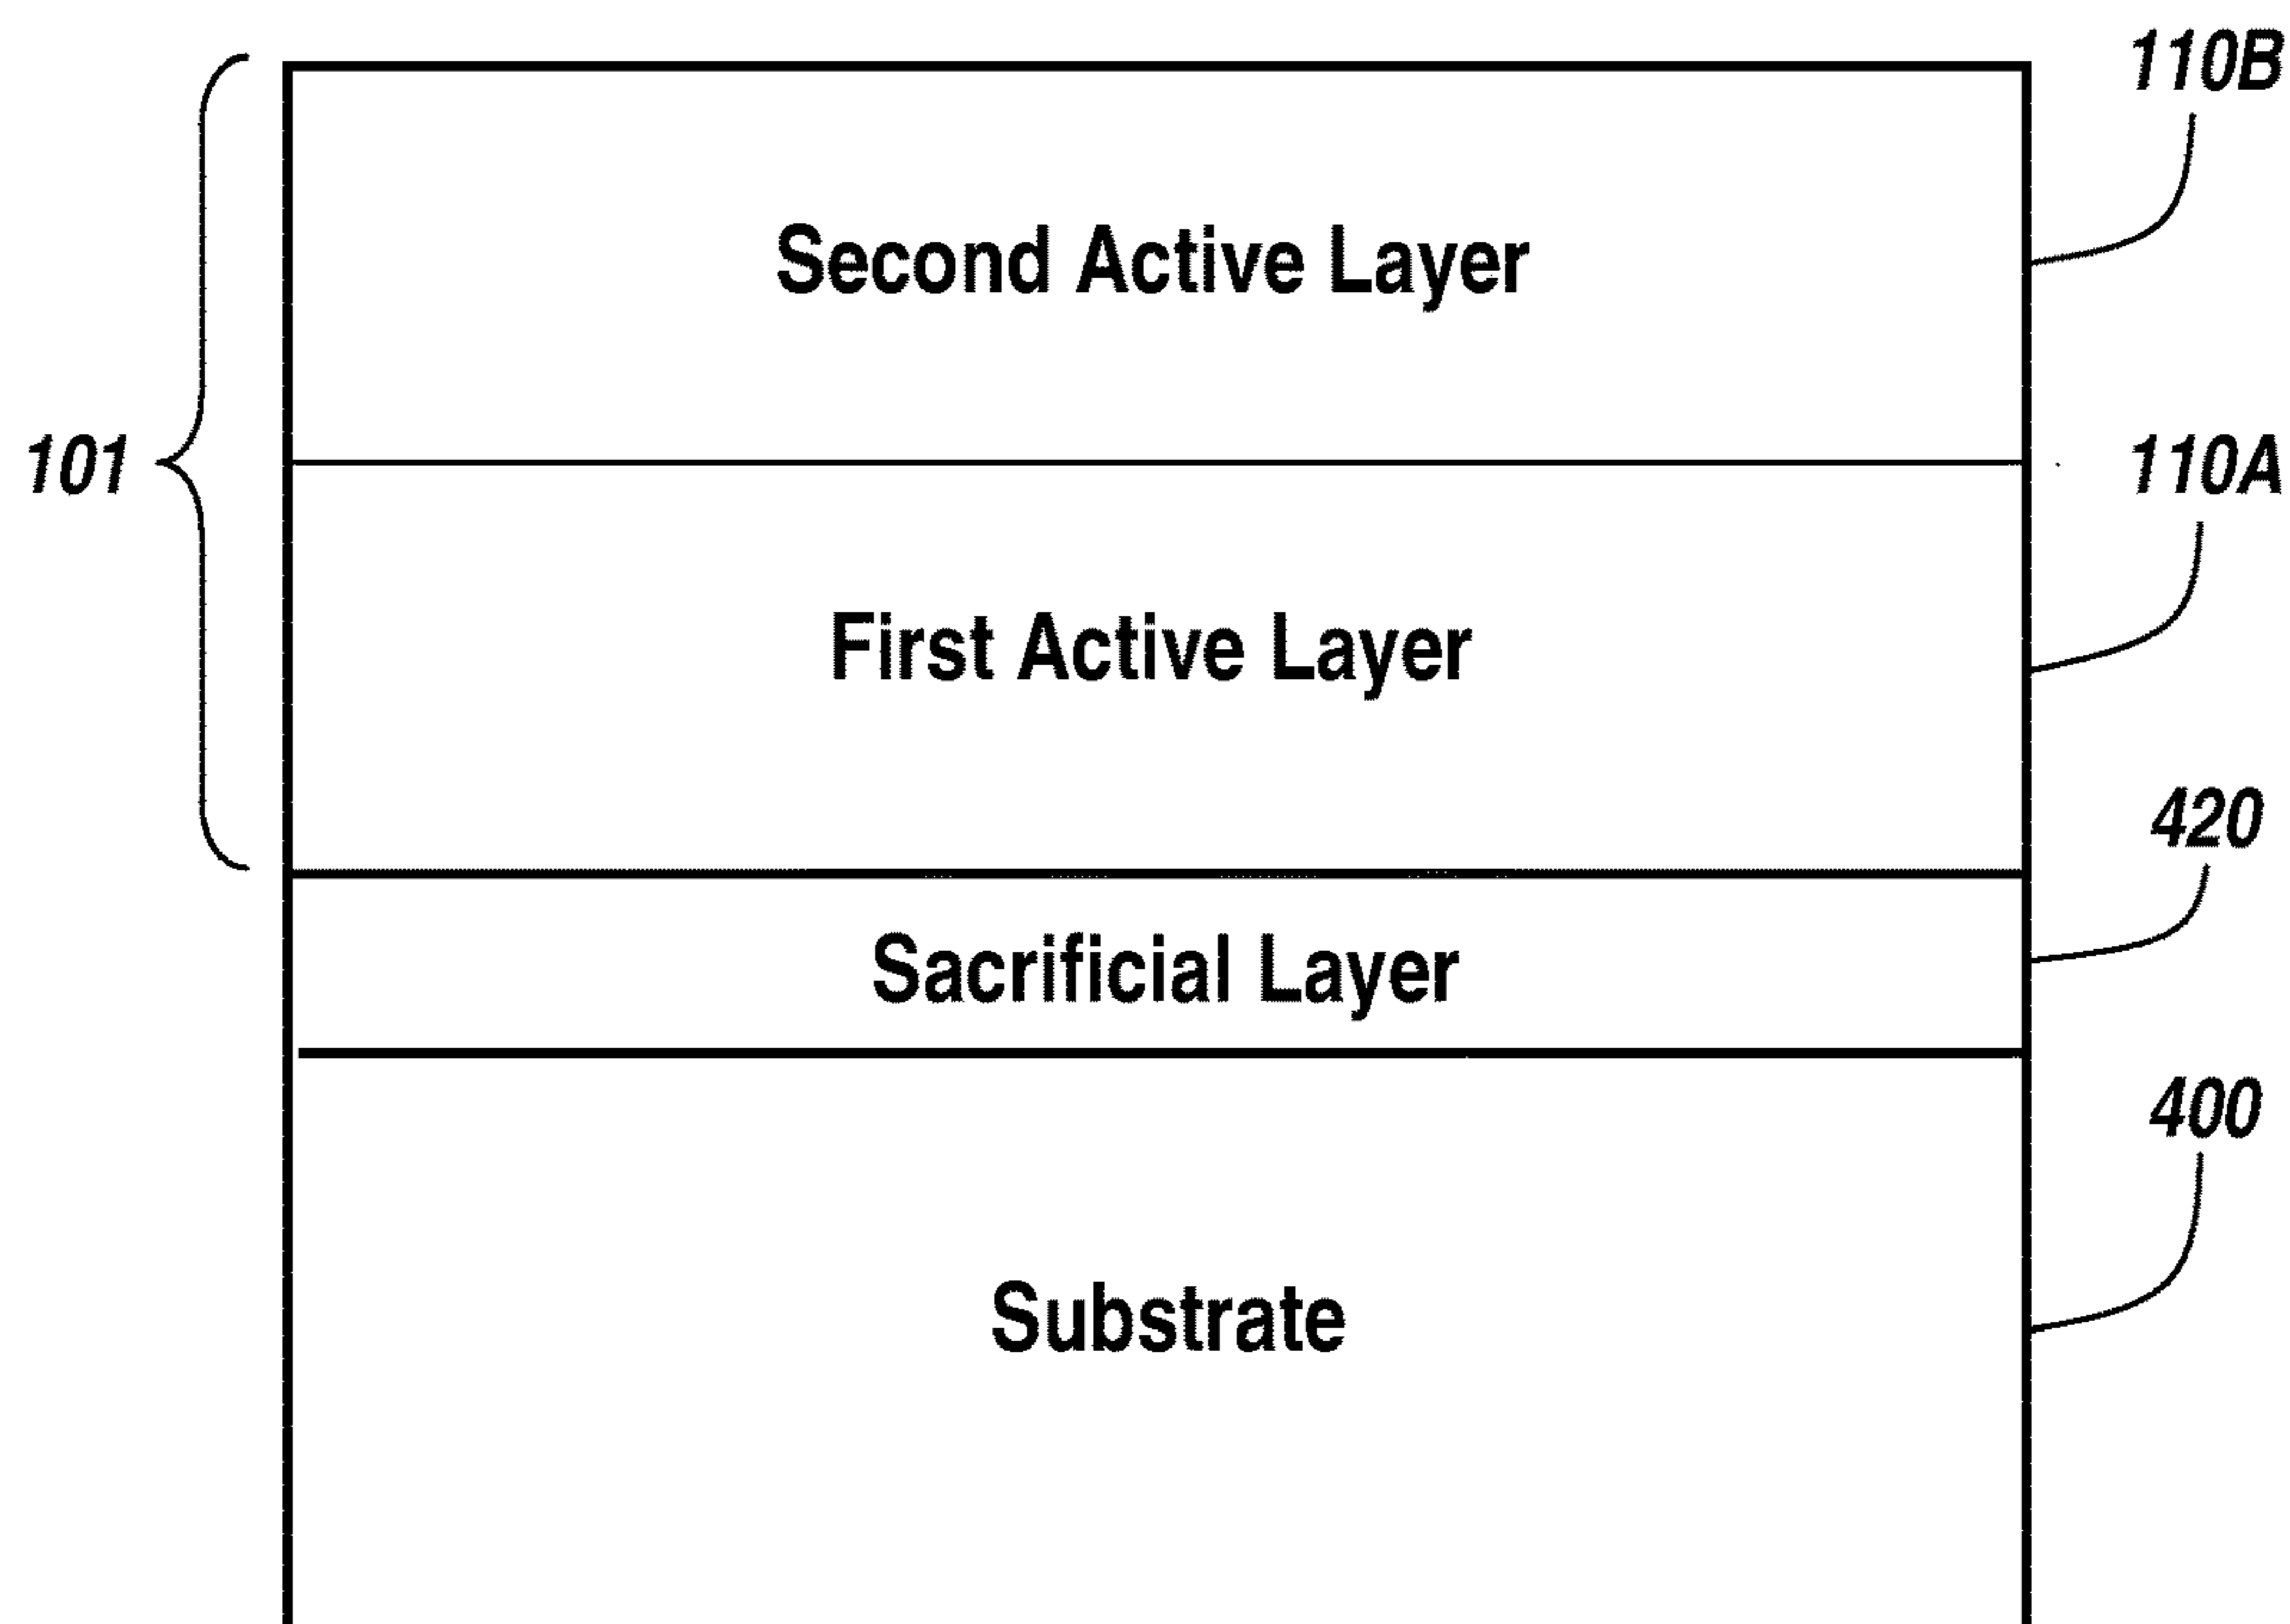 110B
Second Active Layer
101
110A
First Active Layer
420
Sacrificial Layer
400
Substrate